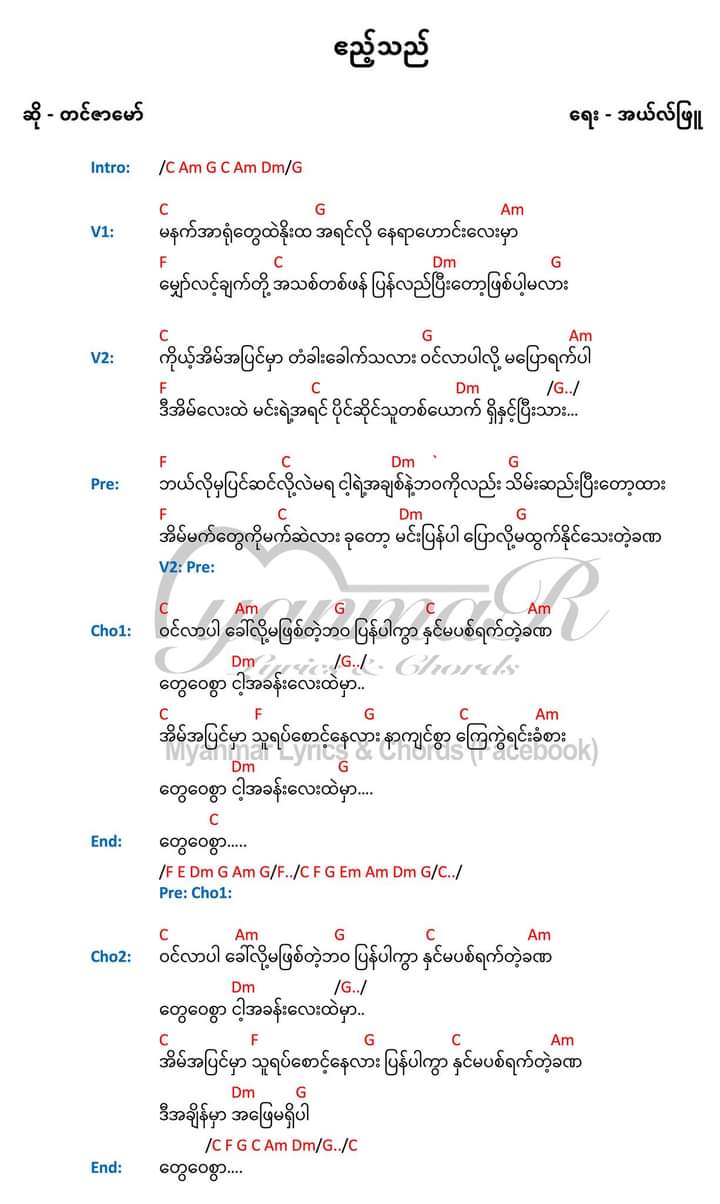 ဧည့်သည်
ဆို - တင်ဇာမော် ရေး - အယ်လ်ဖြူ
Intro: /C Am G C Am Dm/G
C G Am
V1: မနက်အာရုံတွေထဲနိုးထ အရင်လို နေရာဟောင်းလေးမှာ
F C Dm G
မျှော်လင့်ချက်တို့ အသစ်တစ်ဖန် ပြန်လည်ပြီးတော့ဖြစ်ပါ့မလား
C G Am
V2: ကိုယ့်အိမ်အပြင်မှာ တံခါးခေါက်သလား ဝင်လာပါလို့ မပြောရက်ပါ
F C Dm /G../
ဒီအိမ်လေးထဲ မင်းရဲ့အရင် ပိုင်ဆိုင်သူတစ်ယောက် ရှိနှင့်ပြီးသား...
F C Dm ` G
Pre: ဘယ်လိုမှပြင်ဆင်လို့လဲမရ ငါ့ရဲ့အချစ်နဲ့ဘဝကိုလည်း သိမ်းဆည်းပြီးတော့ထား
F C Dm G
အိမ်မက်တွေကိုမက်ဆဲလား ခုတော့ မင်းပြန်ပါ ပြောလို့မထွက်နိုင်သေးတဲ့ခဏ
V2: Pre:
C Am G C Am
Cho1: ဝင်လာပါ ခေါ်လို့မဖြစ်တဲ့ဘဝ ပြန်ပါကွာ နှင်မပစ်ရက်တဲ့ခဏ
Dm /G../
တွေဝေစွာ ငါ့အခန်းလေးထဲမှာ..
C F G C Am
အိမ်အပြင်မှာ သူရပ်စောင့်နေလား နာကျင်စွာ ကြေကွဲရင်းခံစား
Dm G
တွေဝေစွာ ငါ့အခန်းလေးထဲမှာ....
C
End: တွေဝေစွာ.....
/F E Dm G Am G/F../C F G Em Am Dm G/C../
Pre: Cho1:
C Am G C Am
Cho2: ဝင်လာပါ ခေါ်လို့မဖြစ်တဲ့ဘဝ ပြန်ပါကွာ နှင်မပစ်ရက်တဲ့ခဏ
Dm /G../
တွေဝေစွာ ငါ့အခန်းလေးထဲမှာ..
C F G C Am
အိမ်အပြင်မှာ သူရပ်စောင့်နေလား ပြန်ပါကွာ နှင်မပစ်ရက်တဲ့ခဏ
Dm G
ဒီအချိန်မှာ အဖြေမရှိပါ
/C F G C Am Dm/G../C
End: တွေဝေစွာ....
MyanmaR
Lyrics & Chords
Myanmar Lyrics & Chords (Facebook)